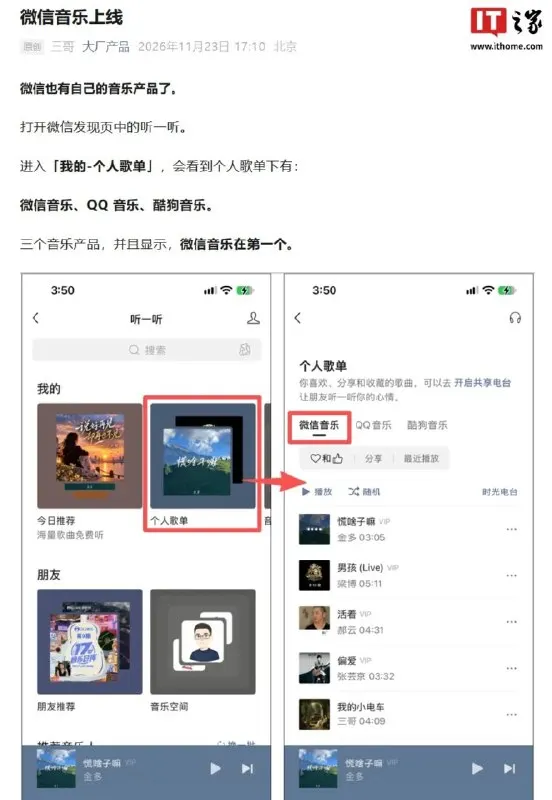 微信音乐上线
IT之家
www.ithome.com
原创 三哥 大厂产品 2026年11月23日 17:10 北京
微信也有自己的音乐产品了。
打开微信发现页中的听一听。
进入「我的-个人歌单」，会看到个人歌单下有：
微信音乐、QQ 音乐、酷狗音乐。
三个音乐产品，并且显示，微信音乐在第一个。
3:50
听一听
搜索
我的
今日推荐
海量歌曲免费听
个人歌单
朋友
朋友推荐
音乐空间
慌啥子嘛 VIP
金多
3:50
个人歌单
你喜欢、分享和收藏的歌曲，可以去 开启共享电台
让朋友听一听你的心情。
微信音乐 QQ音乐 酷狗音乐
和 分享 最近播放
播放 随机 时光电台
慌啥子嘛 VIP
金多 03:05
男孩 (Live) VIP
梁博 05:11
活着 VIP
郝云 04:31
偏爱 VIP
张芸京 03:32
我的小电车
三哥 04:09
慌啥子嘛 VIP
金多